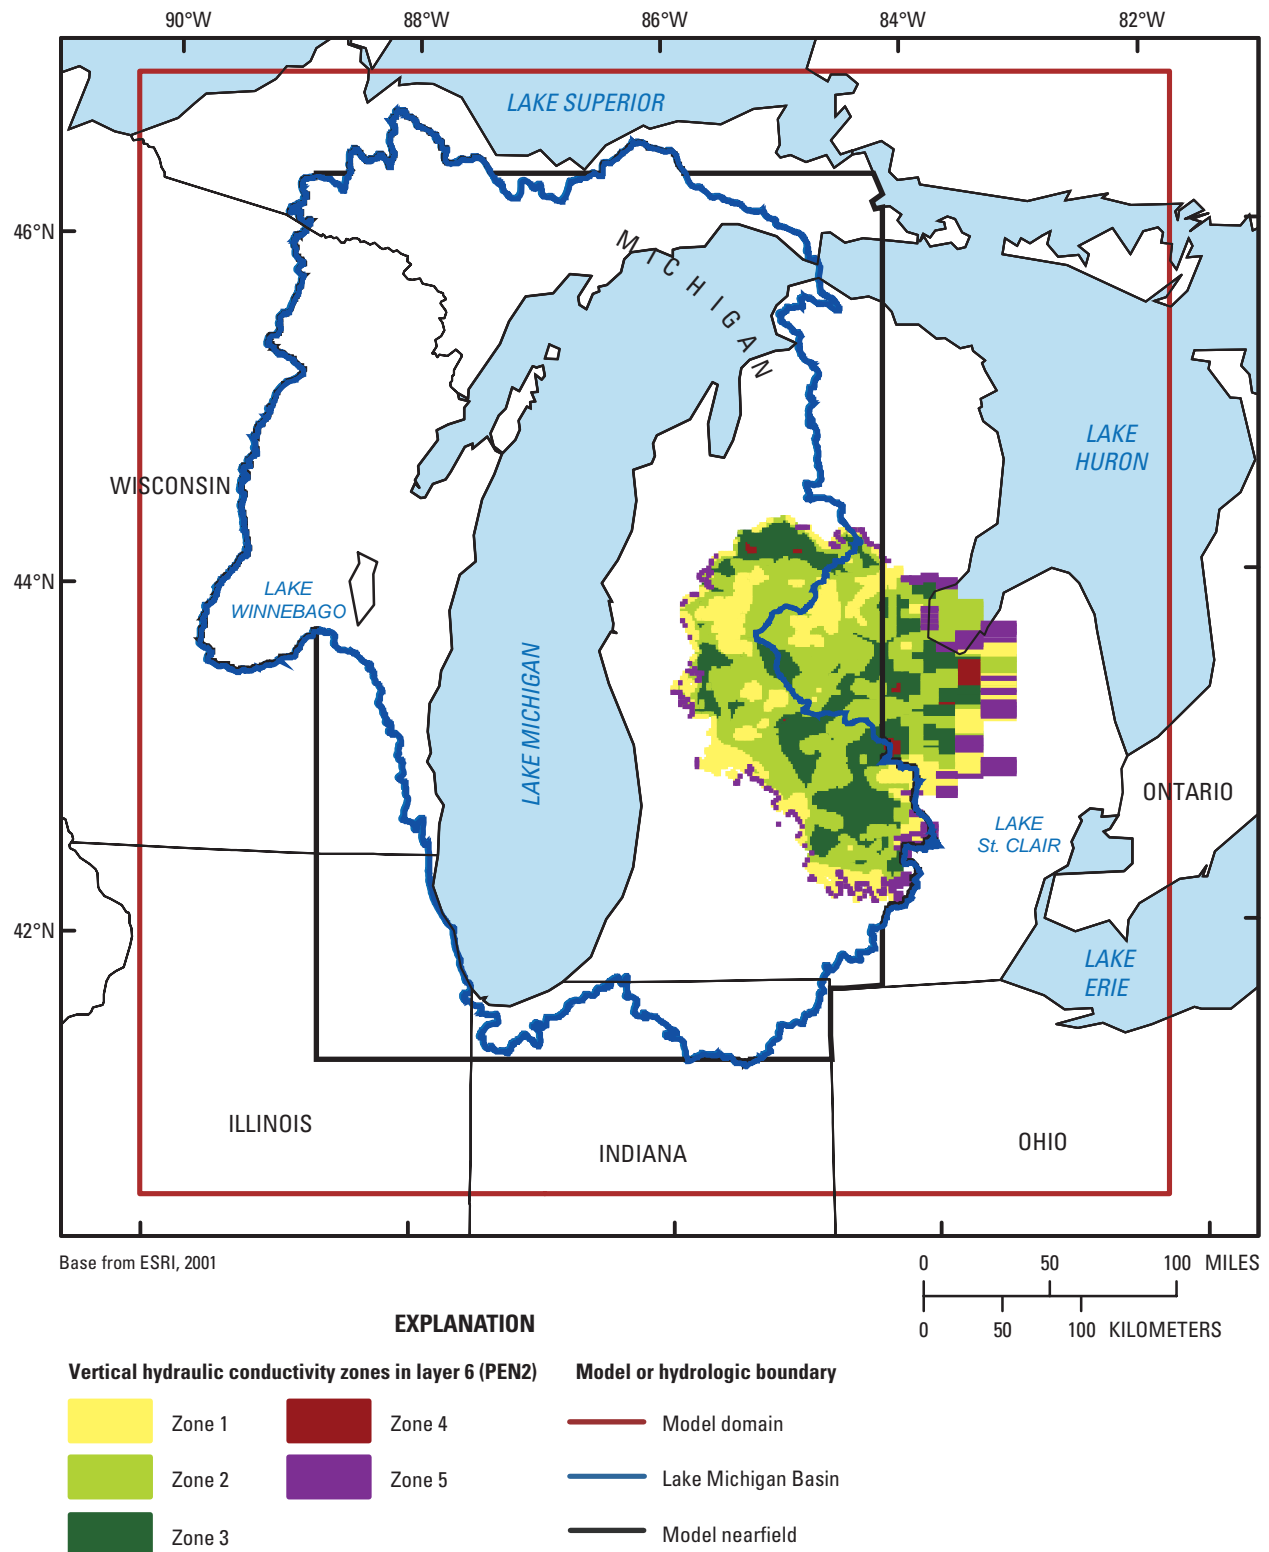 90°W 88°W 86°W 84°W 82°W
LAKE SUPERIOR
46°N
MICHIGAN
LAKE
HURON
WISCONSIN
44°N
LAKE
WINNEBAGO
LAKE MICHIGAN
ONTARIO
LAKE
St. CLAIR
42°N
LAKE
ERIE
ILLINOIS
INDIANA
OHIO
Base from ESRI, 2001
0 50 100 MILES
0 50 100 KILOMETERS
EXPLANATION
Vertical hydraulic conductivity zones in layer 6 (PEN2)
Zone 1
Zone 2
Zone 3
Zone 4
Zone 5
Model or hydrologic boundary
Model domain
Lake Michigan Basin
Model nearfield